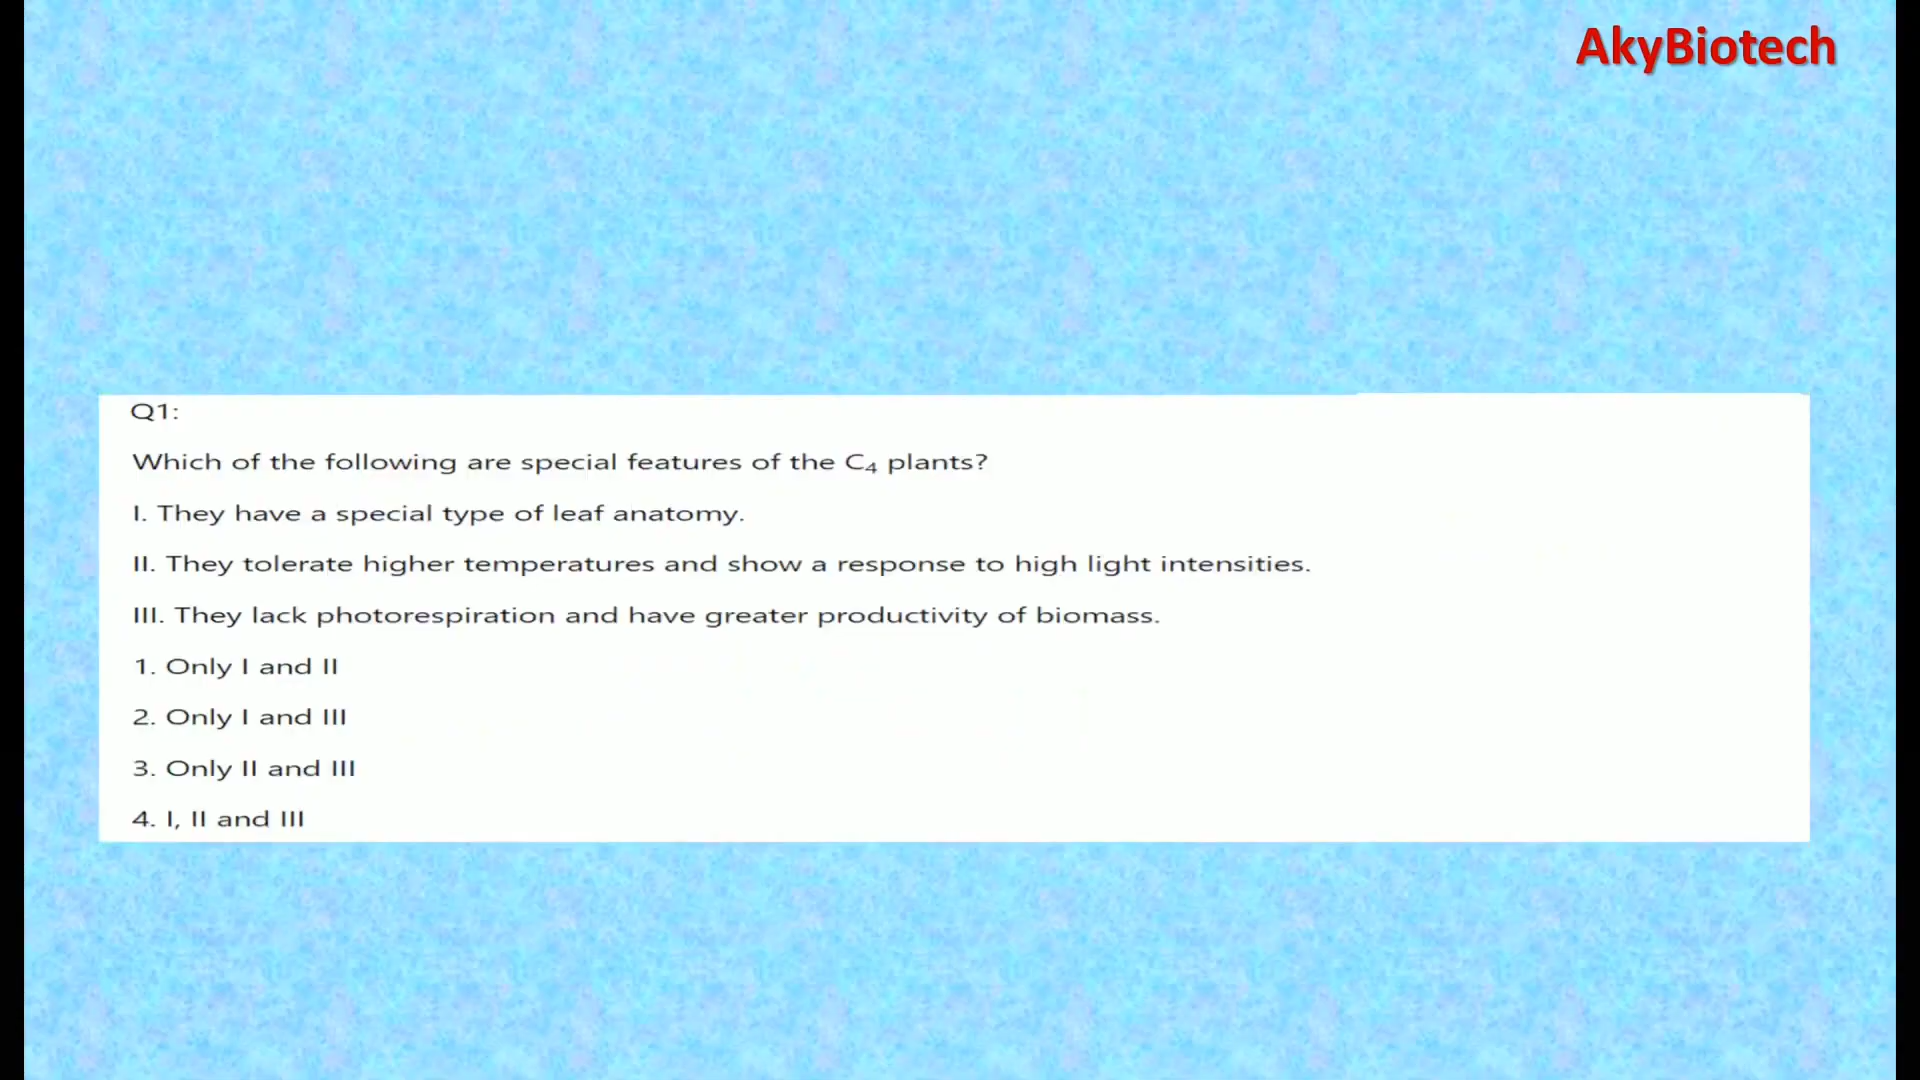 AkyBiotech
Q1:
Which of the following are special features of the C₄ plants?
I. They have a special type of leaf anatomy.
II. They tolerate higher temperatures and show a response to high light intensities.
III. They lack photorespiration and have greater productivity of biomass.
1. Only I and II
2. Only I and III
3. Only II and III
4. I, II and III